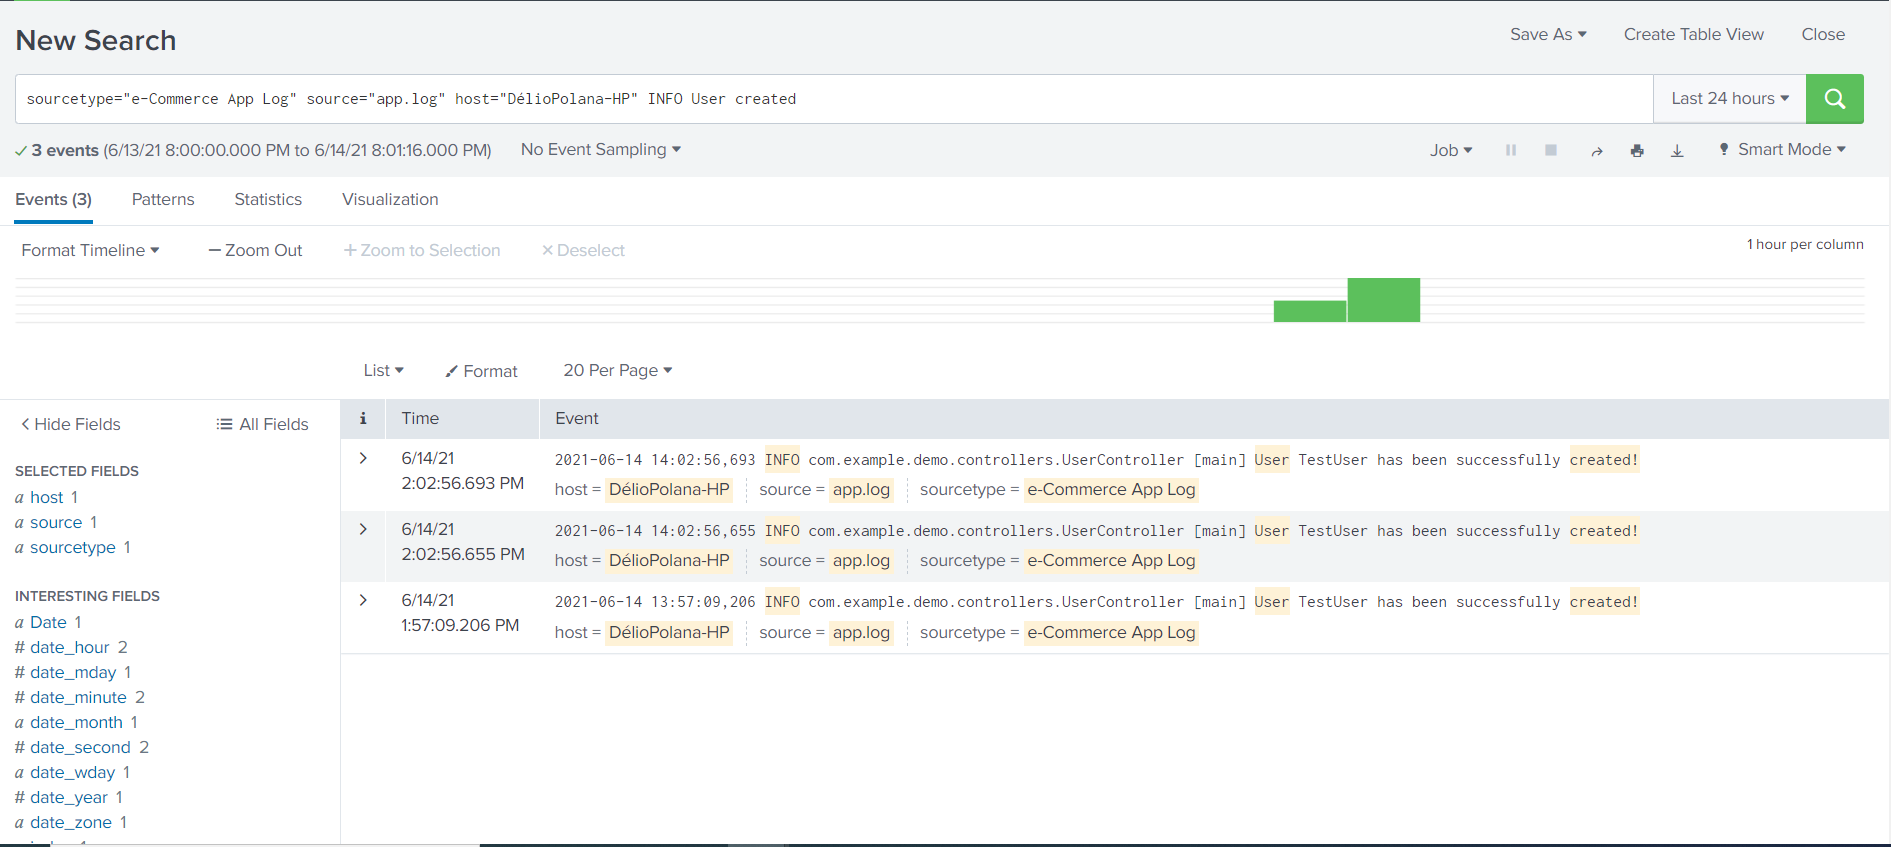 New Search
Save As Create Table View Close
sourcetype="e-Commerce App Log" source="app.log" host="DélioPolana-HP" INFO User created
Last 24 hours
3 events (6/13/21 8:00:00.000 PM to 6/14/21 8:01:16.000 PM) No Event Sampling
Job Smart Mode
Events (3) Patterns Statistics Visualization
Format Timeline — Zoom Out + Zoom to Selection × Deselect
1 hour per column
List Format 20 Per Page
Hide Fields All Fields
i Time Event
SELECTED FIELDS
a host 1
a source 1
a sourcetype 1
INTERESTING FIELDS
a Date 1
# date_hour 2
# date_mday 1
# date_minute 2
a date_month 1
# date_second 2
a date_wday 1
# date_year 1
a date_zone 1
6/14/21
2:02:56.693 PM
2021-06-14 14:02:56,693 INFO com.example.demo.controllers.UserController [main] User TestUser has been successfully created!
host = DélioPolana-HP source = app.log sourcetype = e-Commerce App Log
6/14/21
2:02:56.655 PM
2021-06-14 14:02:56,655 INFO com.example.demo.controllers.UserController [main] User TestUser has been successfully created!
host = DélioPolana-HP source = app.log sourcetype = e-Commerce App Log
6/14/21
1:57:09.206 PM
2021-06-14 13:57:09,206 INFO com.example.demo.controllers.UserController [main] User TestUser has been successfully created!
host = DélioPolana-HP source = app.log sourcetype = e-Commerce App Log